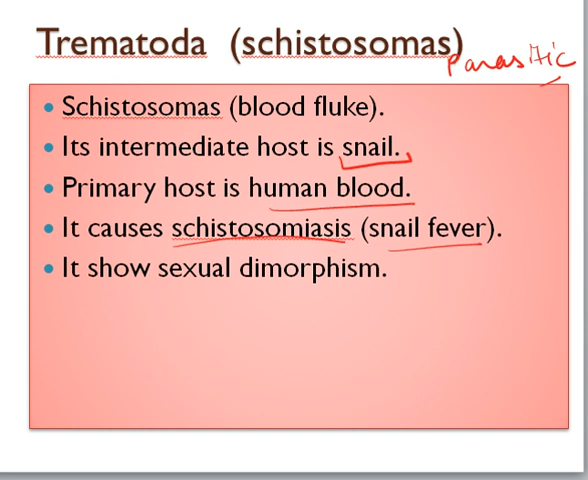 Trematoda (schistosomas)
Parasitic
Schistosomas (blood fluke).
Its intermediate host is snail.
Primary host is human blood.
It causes schistosomiasis (snail fever).
It show sexual dimorphism.